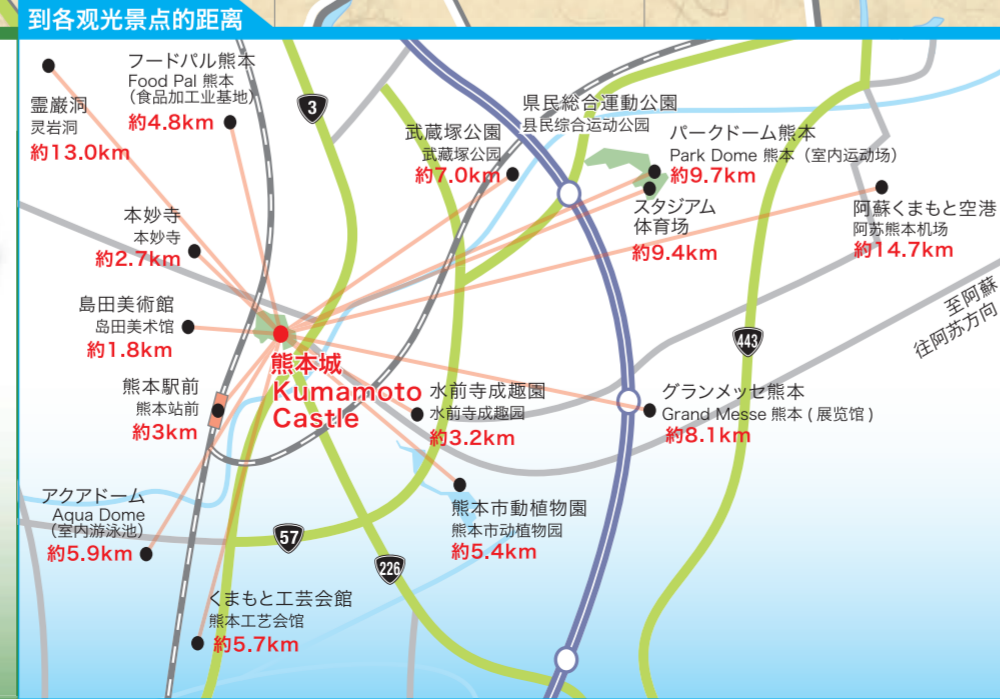 到各观光景点的距离
フードパル熊本
Food Pal 熊本
（食品加工业基地）
約4.8km
霊巌洞
灵岩洞
約13.0km
3
県民総合運動公園
县民综合运动公园
武蔵塚公園
武藏塚公园
約7.0km
パークドーム熊本
Park Dome 熊本（室内运动场）
約9.7km
スタジアム
体育场
約9.4km
阿蘇くまもと空港
阿苏熊本机场
約14.7km
本妙寺
本妙寺
約2.7km
島田美術館
岛田美术馆
約1.8km
至阿蘇
往阿苏方向
443
熊本城
Kumamoto
Castle
熊本駅前
熊本站前
約3km
水前寺成趣園
水前寺成趣园
約3.2km
グランメッセ熊本
Grand Messe 熊本 ( 展览馆 )
約8.1km
アクアドーム
Aqua Dome
（室内游泳池）
約5.9km
熊本市動植物園
熊本市动植物园
約5.4km
57
226
くまもと工芸会館
熊本工艺会馆
約5.7km